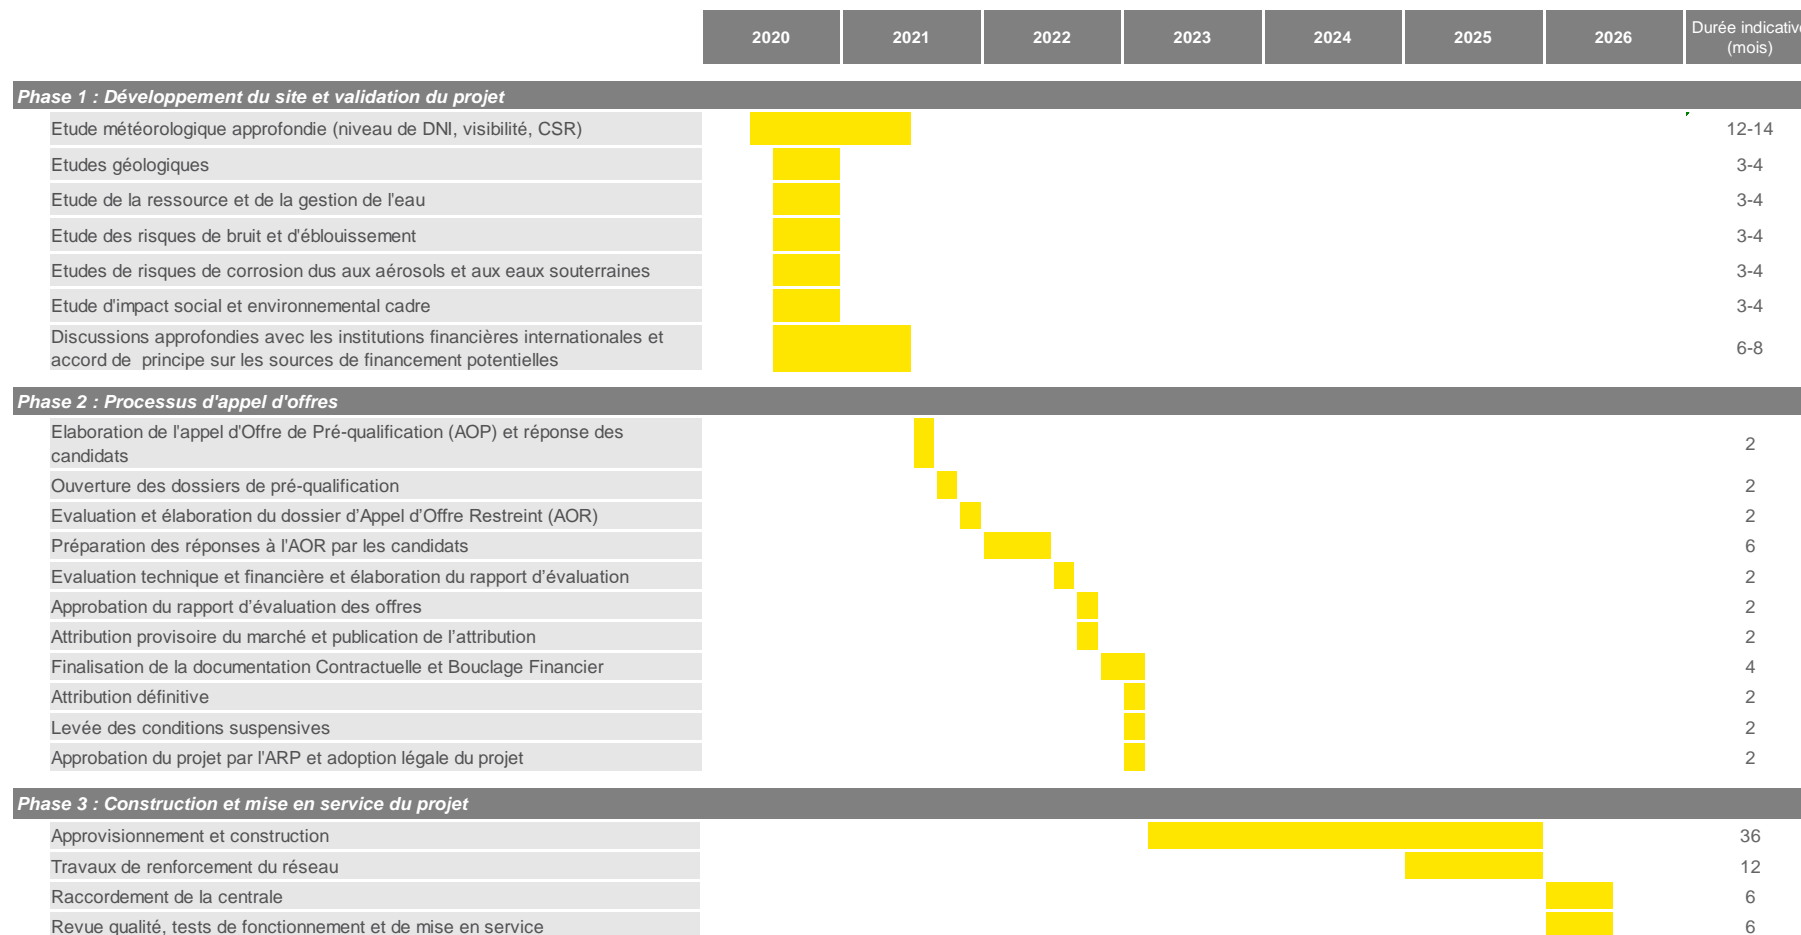 2020 2021 2022 2023 2024 2025 2026 Durée indicative
(mois)
Phase 1 : Développement du site et validation du projet
Etude météorologique approfondie (niveau de DNI, visibilité, CSR) 12-14
Etudes géologiques 3-4
Etude de la ressource et de la gestion de l'eau 3-4
Etude des risques de bruit et d'éblouissement 3-4
Etudes de risques de corrosion dus aux aérosols et aux eaux souterraines 3-4
Etude d'impact social et environnemental cadre 3-4
Discussions approfondies avec les institutions financières internationales et
accord de principe sur les sources de financement potentielles 6-8
Phase 2 : Processus d'appel d'offres
Elaboration de l'appel d'Offre de Pré-qualification (AOP) et réponse des
candidats 2
Ouverture des dossiers de pré-qualification 2
Evaluation et élaboration du dossier d’Appel d’Offre Restreint (AOR) 2
Préparation des réponses à l'AOR par les candidats 6
Evaluation technique et financière et élaboration du rapport d’évaluation 2
Approbation du rapport d’évaluation des offres 2
Attribution provisoire du marché et publication de l’attribution 2
Finalisation de la documentation Contractuelle et Bouclage Financier 4
Attribution définitive 2
Levée des conditions suspensives 2
Approbation du projet par l'ARP et adoption légale du projet 2
Phase 3 : Construction et mise en service du projet
Approvisionnement et construction 36
Travaux de renforcement du réseau 12
Raccordement de la centrale 6
Revue qualité, tests de fonctionnement et de mise en service 6